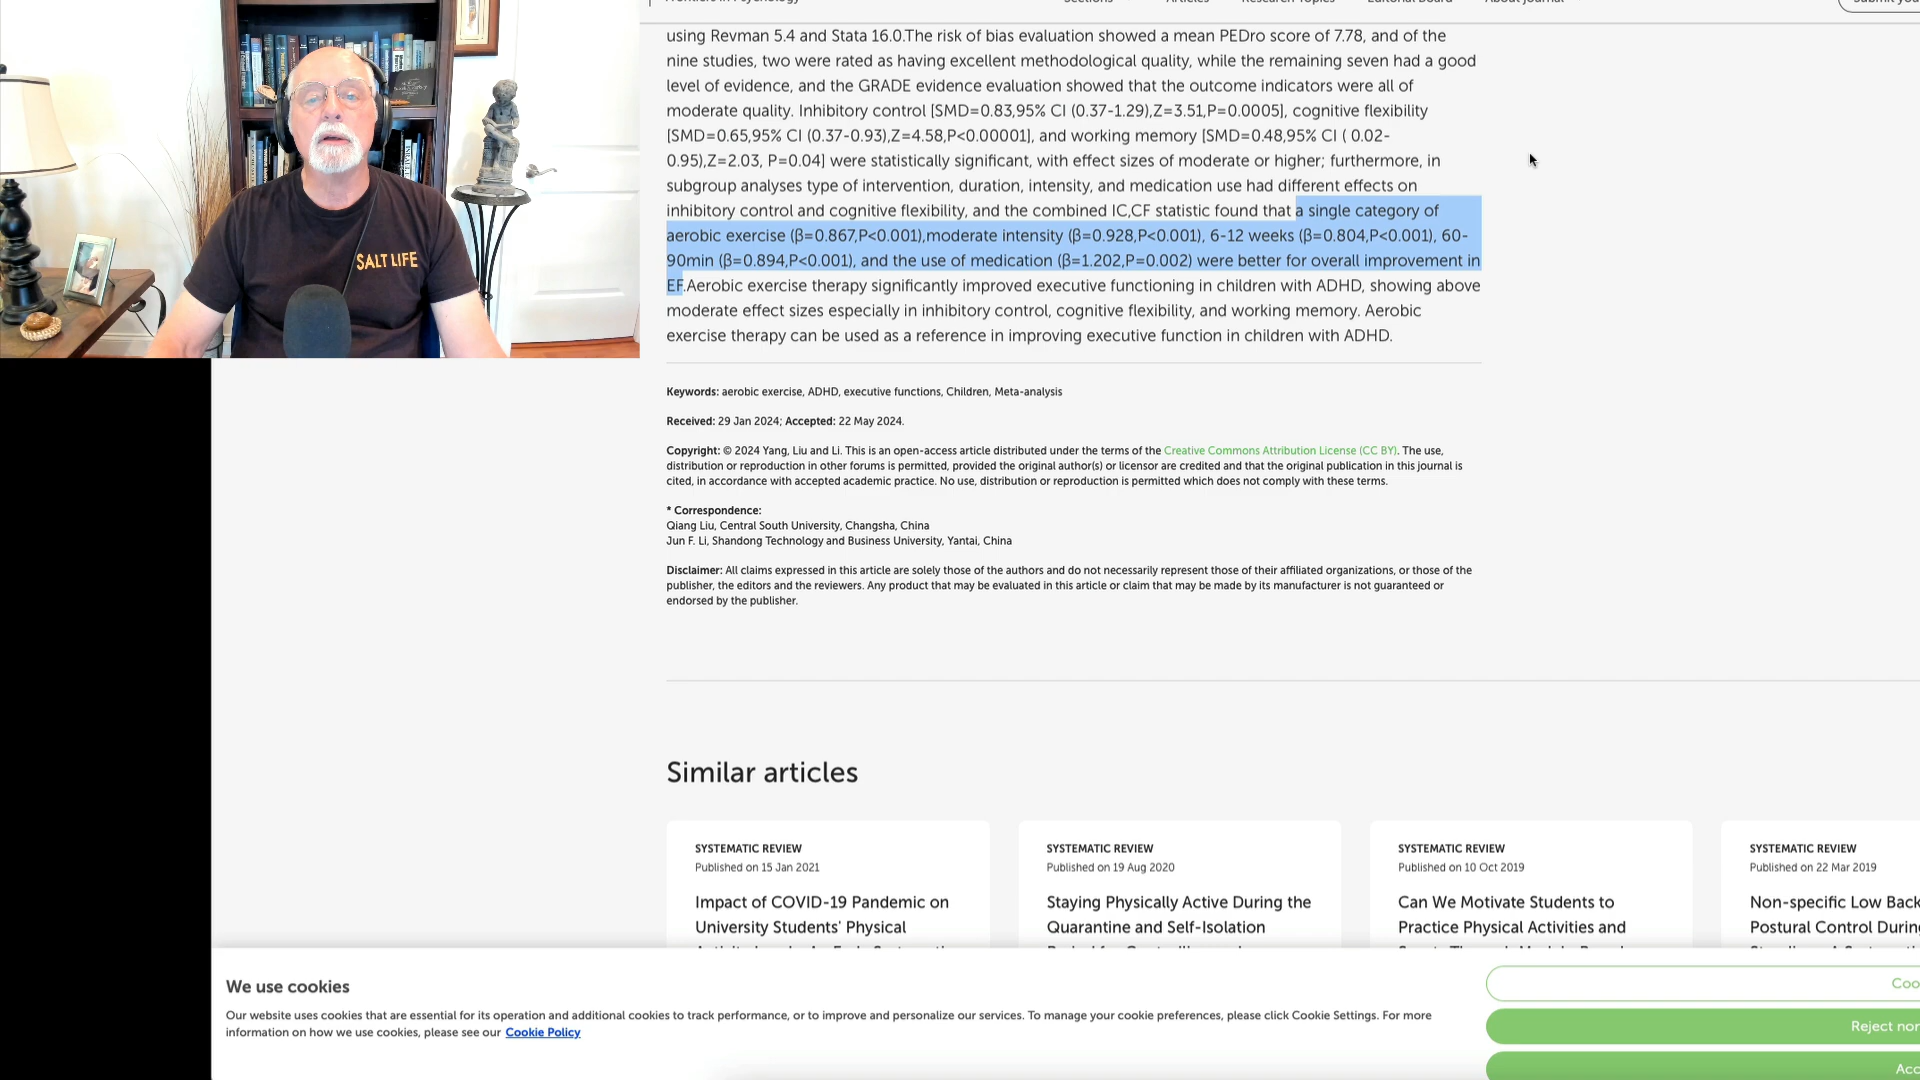 Frontiers in Psychology
Sections
Articles
Research Topics
Editorial Board
About journal
Submit
using Revman 5.4 and Stata 16.0.The risk of bias evaluation showed a mean PEDro score of 7.78, and of the
nine studies, two were rated as having excellent methodological quality, while the remaining seven had a good
level of evidence, and the GRADE evidence evaluation showed that the outcome indicators were all of
moderate quality. Inhibitory control [SMD=0.83,95% CI (0.37-1.29),Z=3.51,P=0.0005], cognitive flexibility
[SMD=0.65,95% CI (0.37-0.93),Z=4.58,P<0.00001], and working memory [SMD=0.48,95% CI ( 0.02-
0.95),Z=2.03, P=0.04] were statistically significant, with effect sizes of moderate or higher; furthermore, in
subgroup analyses type of intervention, duration, intensity, and medication use had different effects on
inhibitory control and cognitive flexibility, and the combined IC,CF statistic found that a single category of
aerobic exercise (β=0.867,P<0.001),moderate intensity (β=0.928,P<0.001), 6-12 weeks (β=0.804,P<0.001), 60-
90min (β=0.894,P<0.001), and the use of medication (β=1.202,P=0.002) were better for overall improvement in
EF.Aerobic exercise therapy significantly improved executive functioning in children with ADHD, showing above
moderate effect sizes especially in inhibitory control, cognitive flexibility, and working memory. Aerobic
exercise therapy can be used as a reference in improving executive function in children with ADHD.
SALT LIFE
Keywords: aerobic exercise, ADHD, executive functions, Children, Meta-analysis
Received: 29 Jan 2024; Accepted: 22 May 2024.
Copyright: © 2024 Yang, Liu and Li. This is an open-access article distributed under the terms of the Creative Commons Attribution License (CC BY). The use,
distribution or reproduction in other forums is permitted, provided the original author(s) or licensor are credited and that the original publication in this journal is
cited, in accordance with accepted academic practice. No use, distribution or reproduction is permitted which does not comply with these terms.
* Correspondence:
Qiang Liu, Central South University, Changsha, China
Jun F. Li, Shandong Technology and Business University, Yantai, China
Disclaimer: All claims expressed in this article are solely those of the authors and do not necessarily represent those of their affiliated organizations, or those of the
publisher, the editors and the reviewers. Any product that may be evaluated in this article or claim that may be made by its manufacturer is not guaranteed or
endorsed by the publisher.
Similar articles
SYSTEMATIC REVIEW
Published on 15 Jan 2021
Impact of COVID-19 Pandemic on
University Students' Physical
SYSTEMATIC REVIEW
Published on 19 Aug 2020
Staying Physically Active During the
Quarantine and Self-Isolation
SYSTEMATIC REVIEW
Published on 10 Oct 2019
Can We Motivate Students to
Practice Physical Activities and
SYSTEMATIC REVIEW
Published on 22 Mar 2019
Non-specific Low Back
Postural Control During
We use cookies
Our website uses cookies that are essential for its operation and additional cookies to track performance, or to improve and personalize our services. To manage your cookie preferences, please click Cookie Settings. For more
information on how we use cookies, please see our Cookie Policy
Coo
Reject nor
Acc